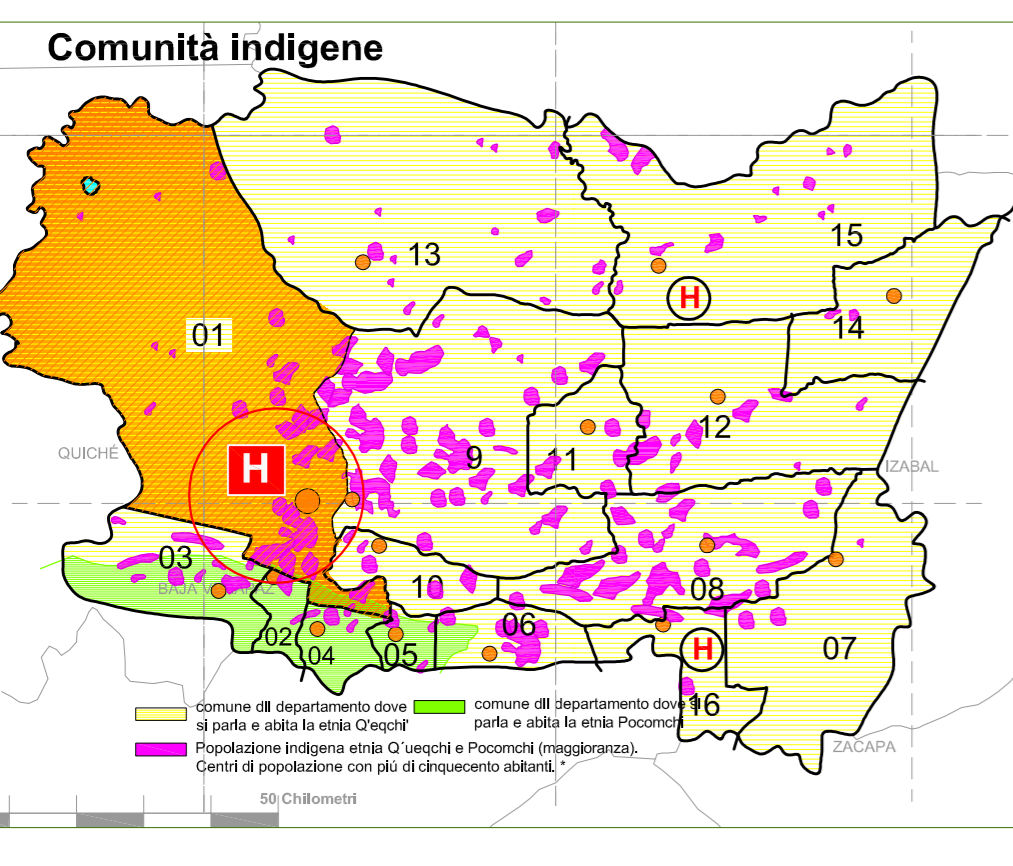 Comunità indigene
13
15
H
01
14
12
QUICHÉ
H
9
11
IZABAL
03
BAJA V
PAZ
10
08
02
04
05
06
07
H
16
ZACAPA
comune dll departamento dove
si parla e abita la etnia Q'eqchi'
comune dll departamento dove si
parla e abita la etnia Pocomchi
Popolazione indigena etnia Q´ueqchi e Pocomchi (maggioranza).
Centri di popolazione con piú di cinquecento abitanti. *
50 Chilometri